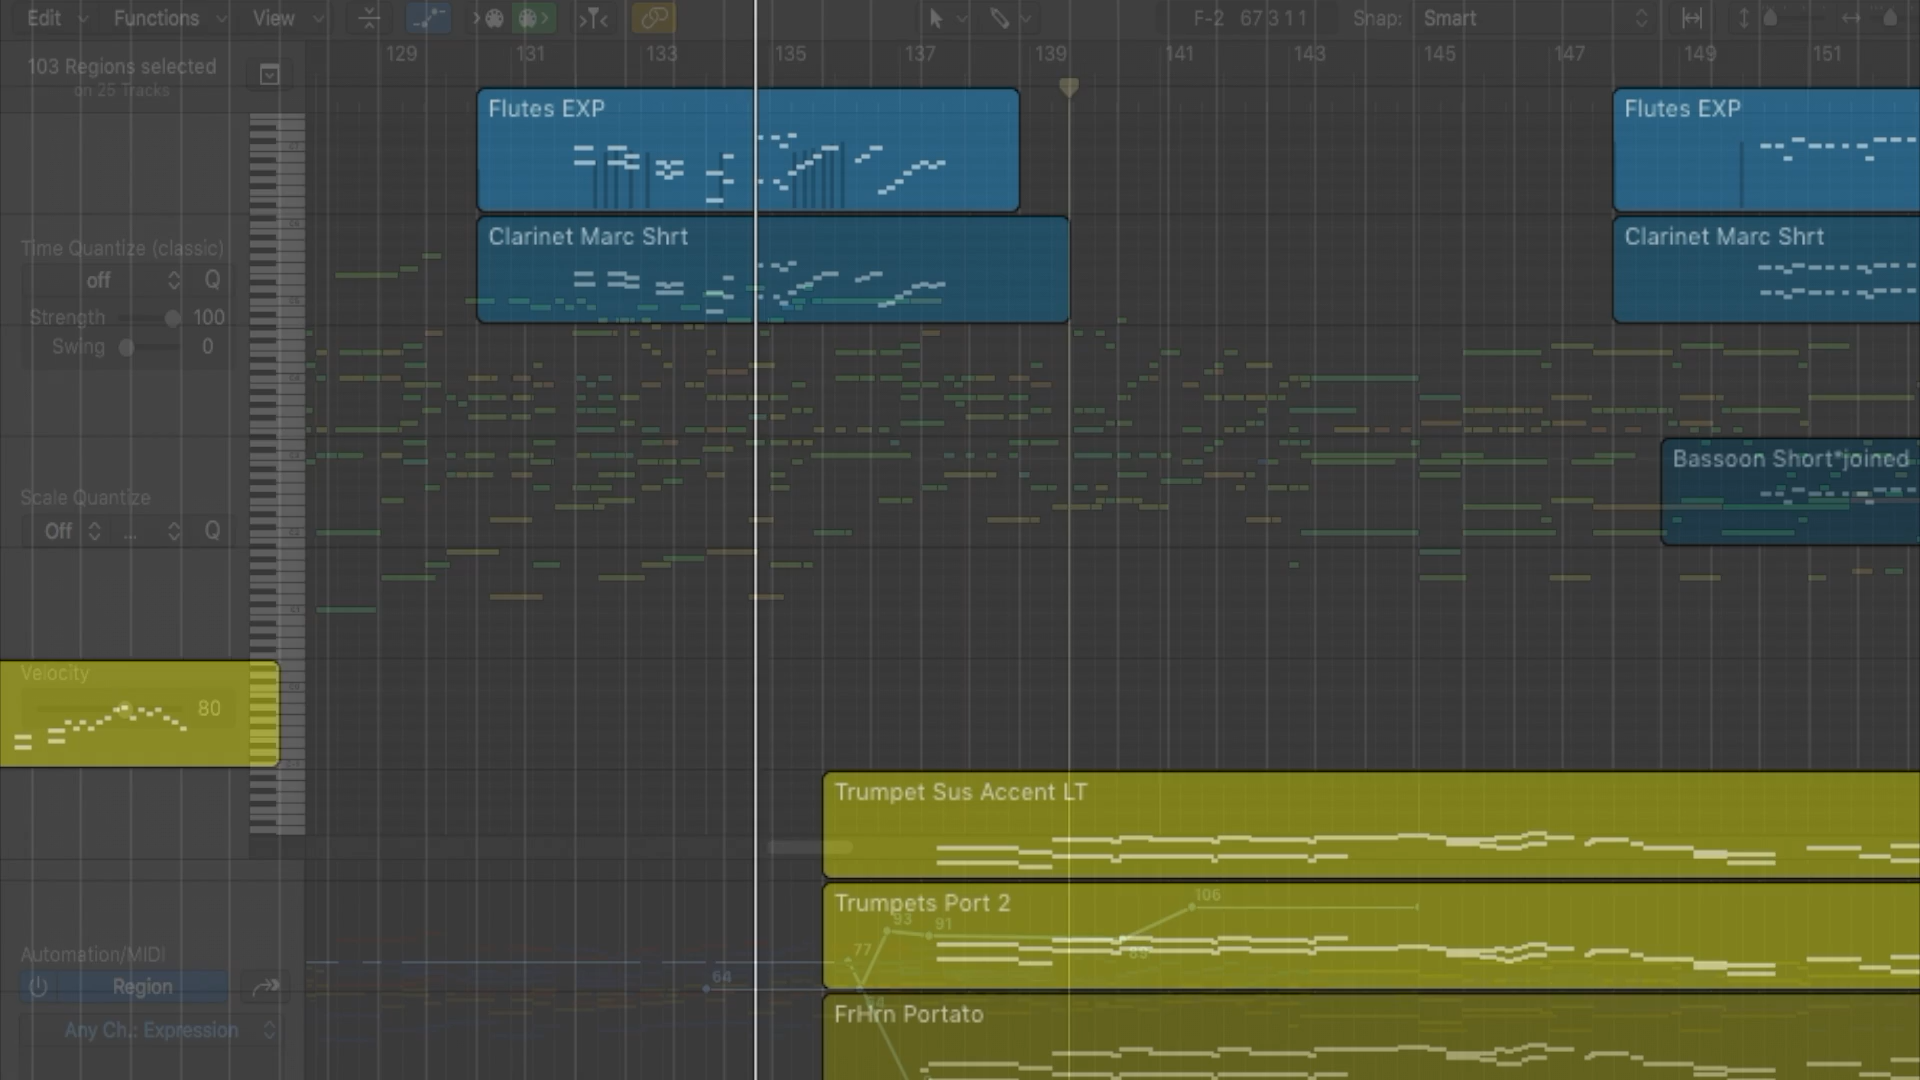 Edit Functions View F-2 67 3 1 1 Snap: Smart
129 131 133 135 137 139 141 143 145 147 149 151
103 Regions selected
on 25 Tracks
Flutes EXP Flutes EXP
Clarinet Marc Shrt Clarinet Marc Shrt
Time Quantize (classic)
off Q
Strength 100
Swing 0
Bassoon Short*joined
Scale Quantize
Off ... Q
Velocity
80
Trumpet Sus Accent LT
Trumpets Port 2
106
93
91
77
89
64
64
Automation/MIDI
Region
FrHrn Portato
Any Ch.: Expression